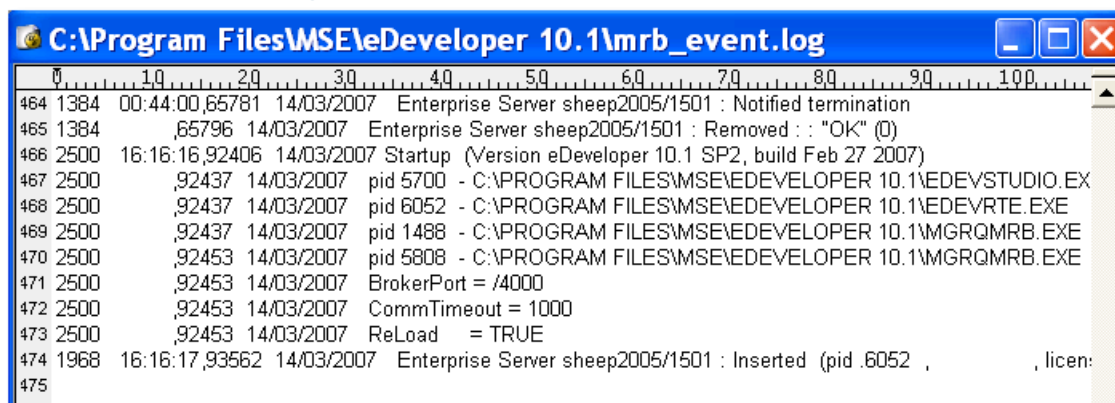 C:\Program Files\MSE\eDeveloper 10.1\mrb_event.log
0 10 20 30 40 50 60 70 80 90 100
464 1384 00:44:00,65781 14/03/2007 Enterprise Server sheep2005/1501 : Notified termination
465 1384 ,65796 14/03/2007 Enterprise Server sheep2005/1501 : Removed : : "OK" (0)
466 2500 16:16:16,92406 14/03/2007 Startup (Version eDeveloper 10.1 SP2, build Feb 27 2007)
467 2500 ,92437 14/03/2007 pid 5700 - C:\PROGRAM FILES\MSE\EDEVELOPER 10.1\EDEVSTUDIO.EX
468 2500 ,92437 14/03/2007 pid 6052 - C:\PROGRAM FILES\MSE\EDEVELOPER 10.1\EDEVRTE.EXE
469 2500 ,92437 14/03/2007 pid 1488 - C:\PROGRAM FILES\MSE\EDEVELOPER 10.1\MGRQMRB.EXE
470 2500 ,92453 14/03/2007 pid 5808 - C:\PROGRAM FILES\MSE\EDEVELOPER 10.1\MGRQMRB.EXE
471 2500 ,92453 14/03/2007 BrokerPort = /4000
472 2500 ,92453 14/03/2007 CommTimeout = 1000
473 2500 ,92453 14/03/2007 ReLoad = TRUE
474 1968 16:16:17,93562 14/03/2007 Enterprise Server sheep2005/1501 : Inserted (pid .6052 , , licen
475